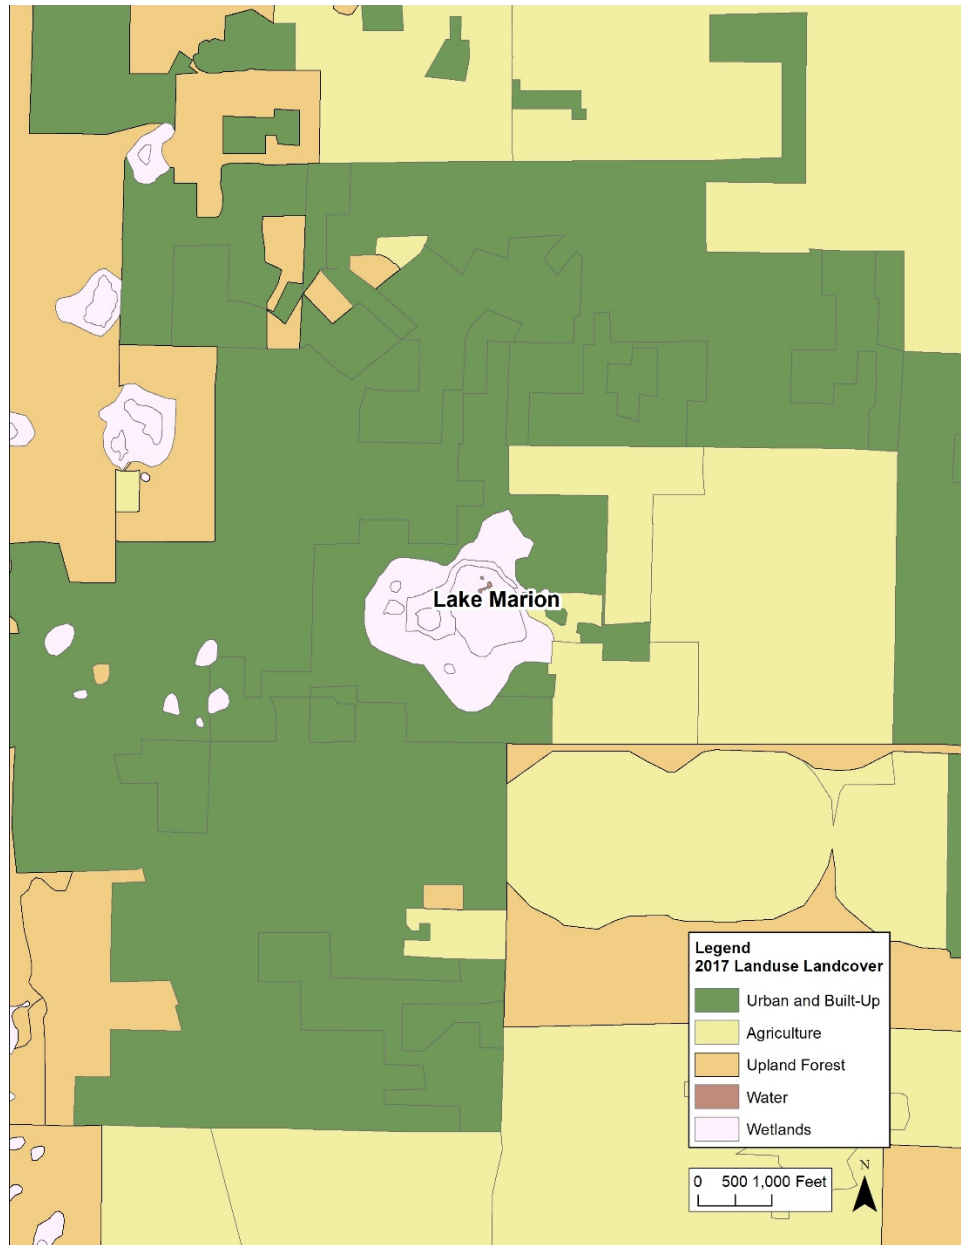 Lake Marion
Legend
2017 Landuse Landcover
Urban and Built-Up
Agriculture
Upland Forest
Water
Wetlands
N
0 500 1,000 Feet